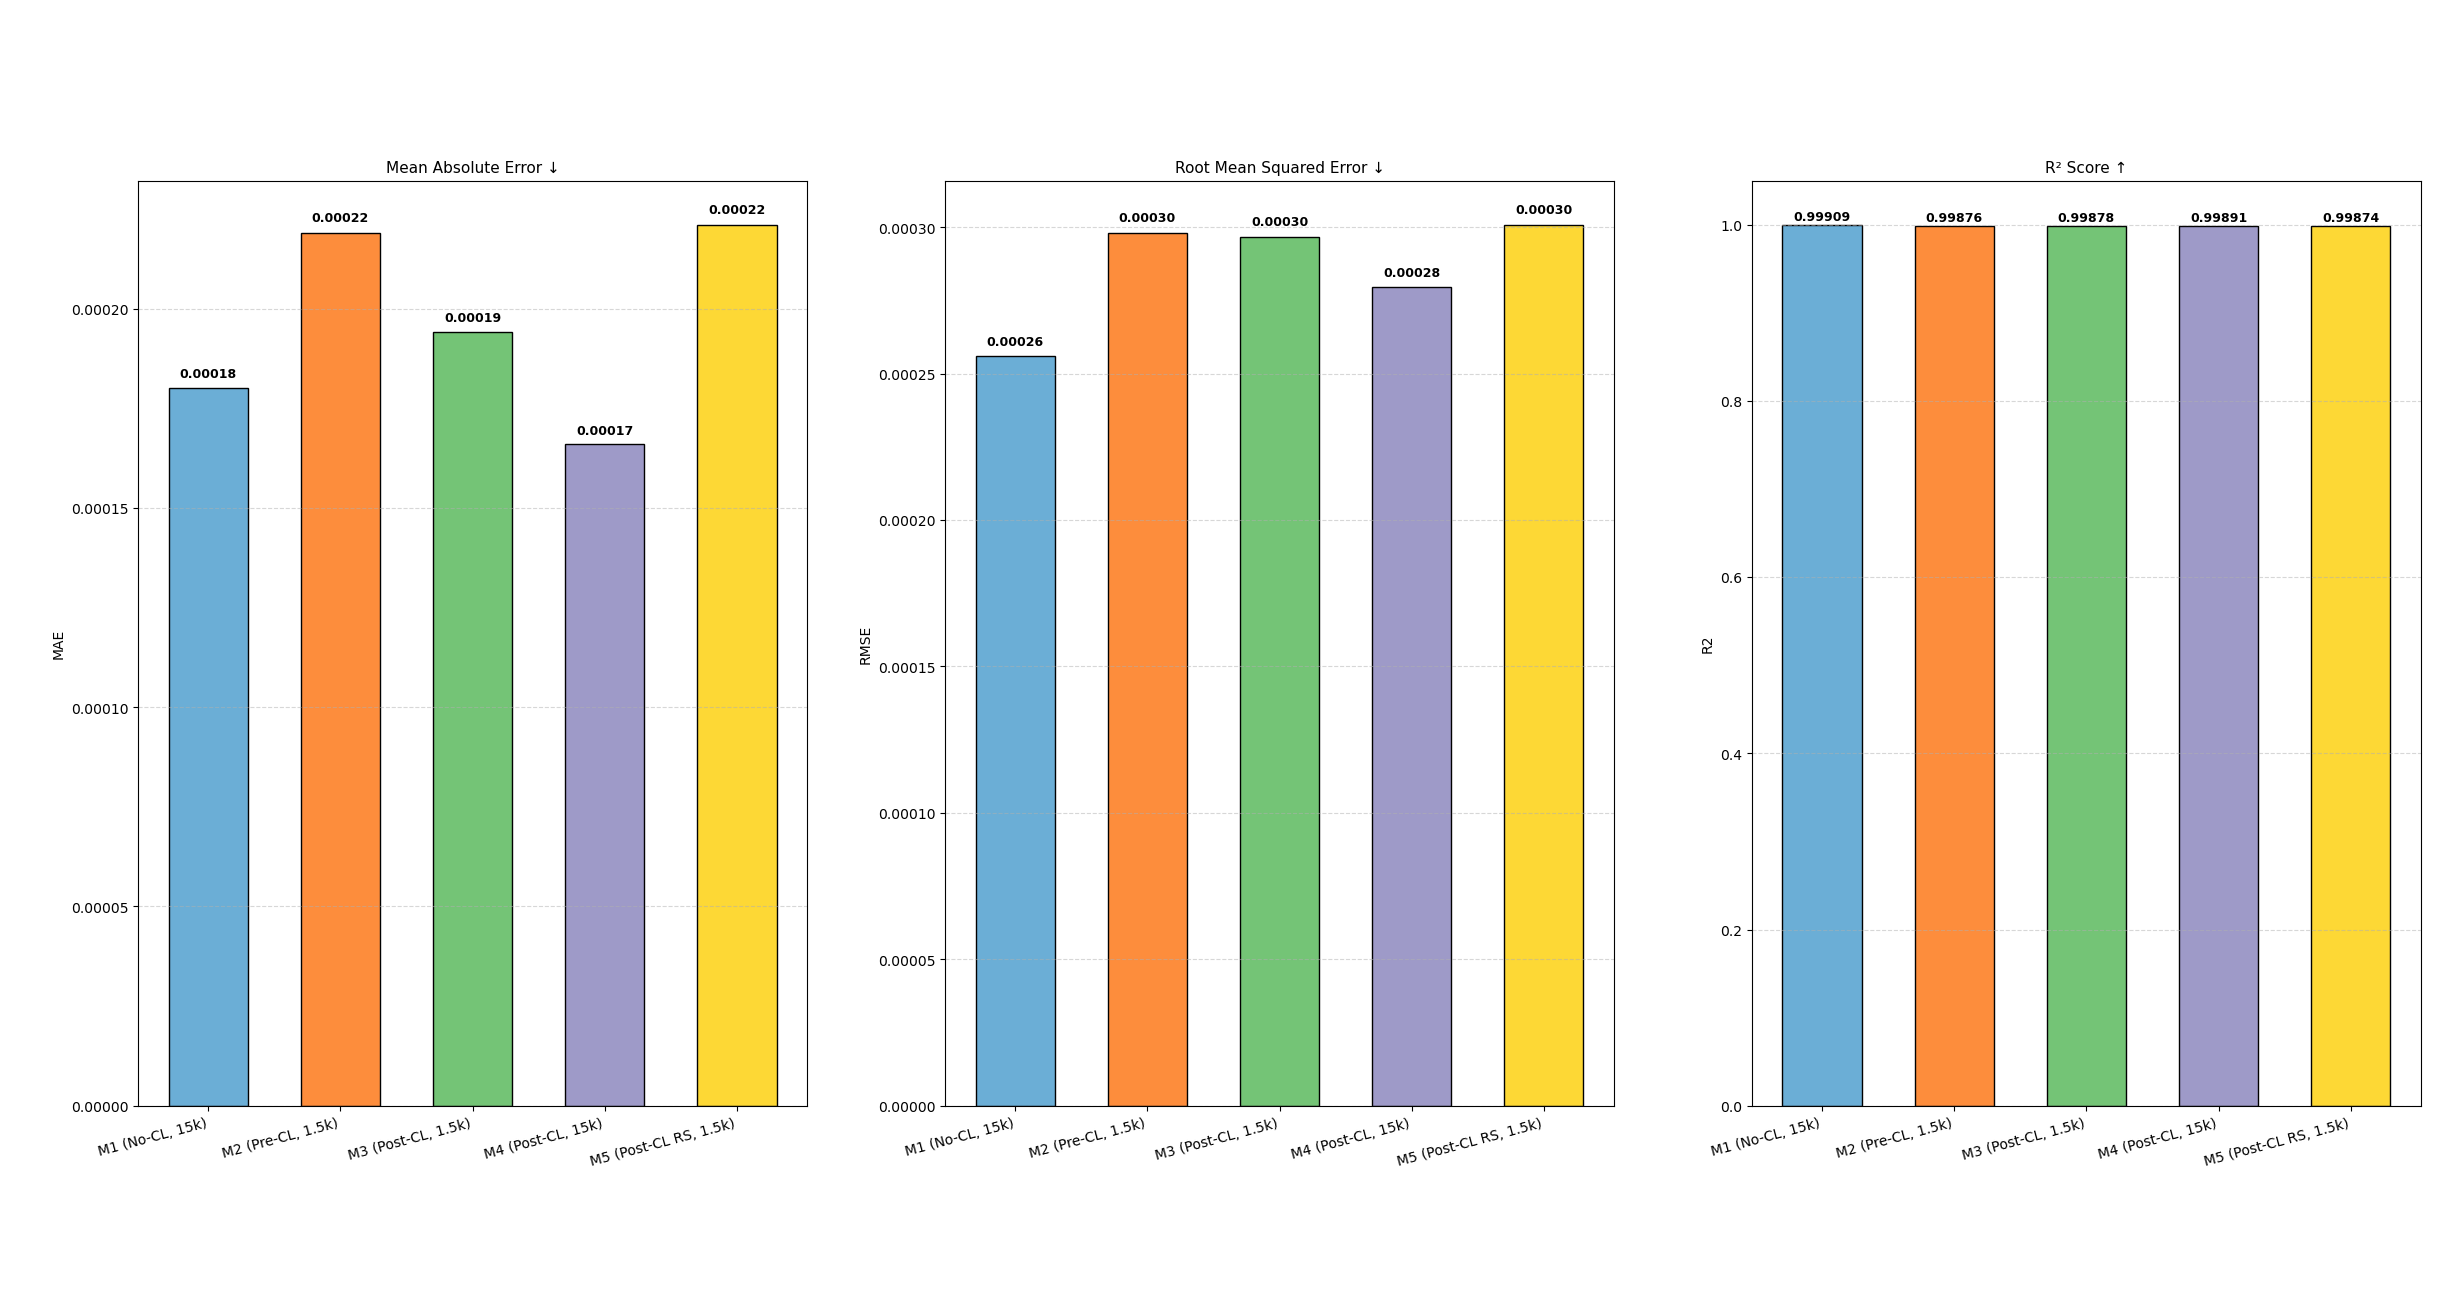 Mean Absolute Error ↓
MAE
0.00020
0.00015
0.00010
0.00005
0.00000
0.00018
0.00022
0.00019
0.00017
0.00022
M1 (No-CL, 15k)
M2 (Pre-CL, 1.5k)
M3 (Post-CL, 1.5k)
M4 (Post-CL, 15k)
M5 (Post-CL RS, 1.5k)
Root Mean Squared Error ↓
RMSE
0.00030
0.00025
0.00020
0.00015
0.00010
0.00005
0.00000
0.00026
0.00030
0.00030
0.00028
0.00030
M1 (No-CL, 15k)
M2 (Pre-CL, 1.5k)
M3 (Post-CL, 1.5k)
M4 (Post-CL, 15k)
M5 (Post-CL RS, 1.5k)
R² Score ↑
R2
1.0
0.8
0.6
0.4
0.2
0.0
0.99909
0.99876
0.99878
0.99891
0.99874
M1 (No-CL, 15k)
M2 (Pre-CL, 1.5k)
M3 (Post-CL, 1.5k)
M4 (Post-CL, 15k)
M5 (Post-CL RS, 1.5k)